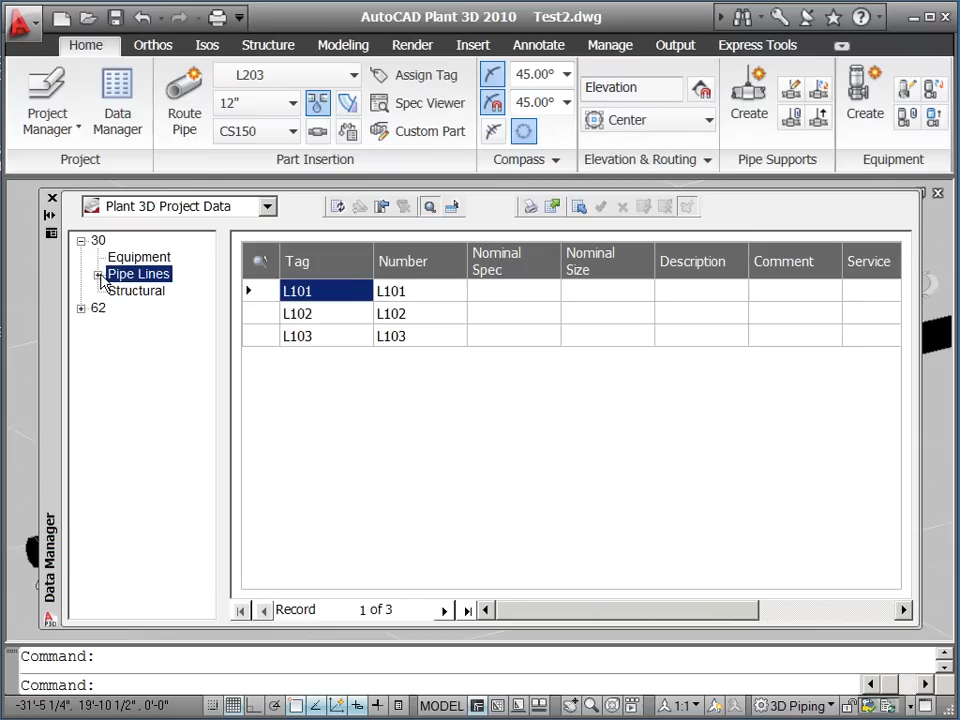 AutoCAD Plant 3D 2010 Test2.dwg
Home Orthos Isos Structure Modeling Render Insert Annotate Manage Output Express Tools
L203 Assign Tag 45.00° Elevation
12" Spec Viewer 45.00°
Project Manager Data Manager Route Pipe Create Create
CS150 Custom Part Center
Project Part Insertion Compass Elevation & Routing Pipe Supports Equipment
Plant 3D Project Data
30
Equipment
Pipe Lines
Structural
62
Tag Number Nominal Spec Nominal Size Description Comment Service
L101 L101
L102 L102
L103 L103
Data Manager
P3D
Record 1 of 3
Command:
Command:
-31'-5 1/4", 19'-10 1/2", 0'-0" MODEL 1:1 3D Piping